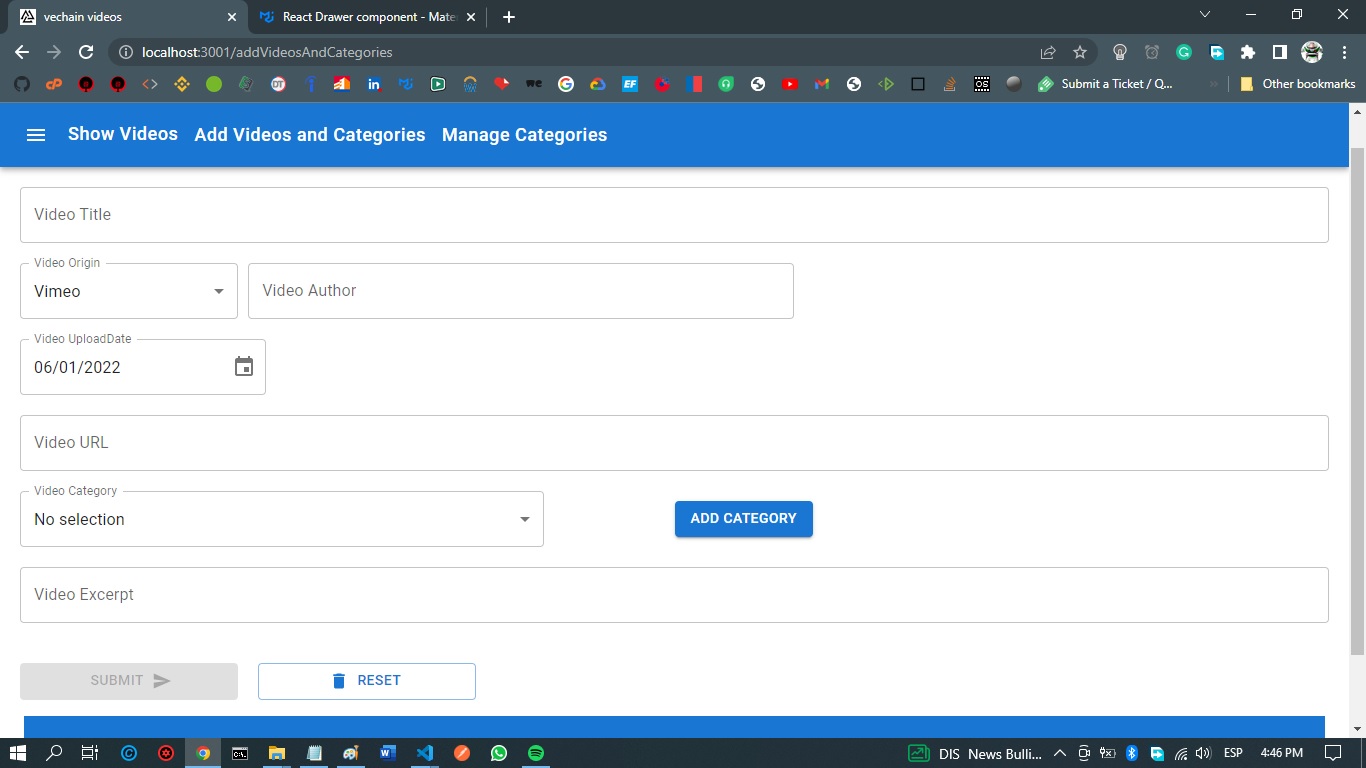 vechain videos
React Drawer component - Mate
localhost:3001/addVideosAndCategories
Submit a Ticket / Q...
Other bookmarks
Show Videos
Add Videos and Categories
Manage Categories
Video Title
Video Origin
Vimeo
Video Author
Video UploadDate
06/01/2022
Video URL
Video Category
No selection
ADD CATEGORY
Video Excerpt
SUBMIT
RESET
DIS News Bulli...
ESP
4:46 PM